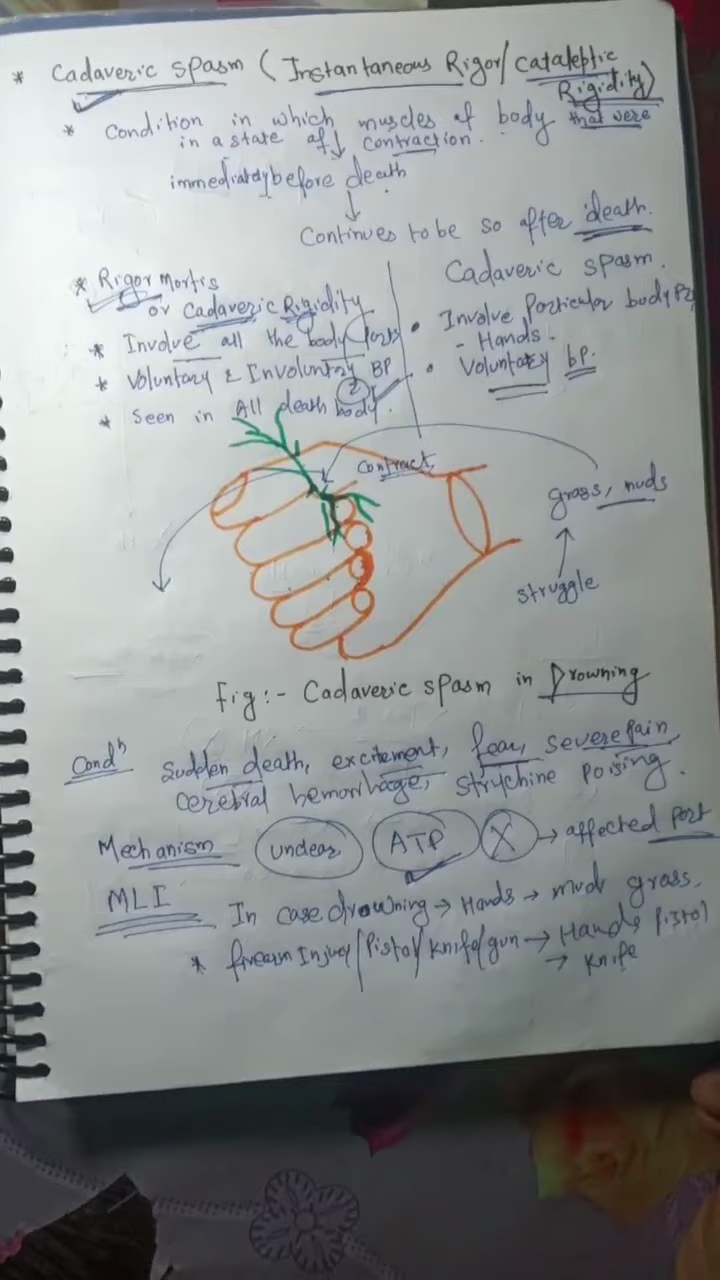 * Cadaveric spasm (Instantaneous Rigor/Cataleptic
Rigidity)
* Condition in which muscles of body that were
in a state of contraction.
immediately before death
Continues to be so after death.
* Rigor mortis
or Cadaveric Rigidity
* Involve all the body parts
* Voluntary & Involuntary BP
* Seen in All death body.
2
Cadaveric spasm.
• Involve Particular body
- Hands.
• Voluntary bp.
Contract
grass, muds
struggle
Fig:- Cadaveric spasm in Drowning
Condn Sudden death, excitement, fear, severe pain,
cerebral hemorrhage, strychine poising.
Mechanism unclear ATP X → affected part
MLI In case drowning → Hands → mud grass.
* firearm Injury/Pistol/knife/gun → Hands Pistol
→ Knife